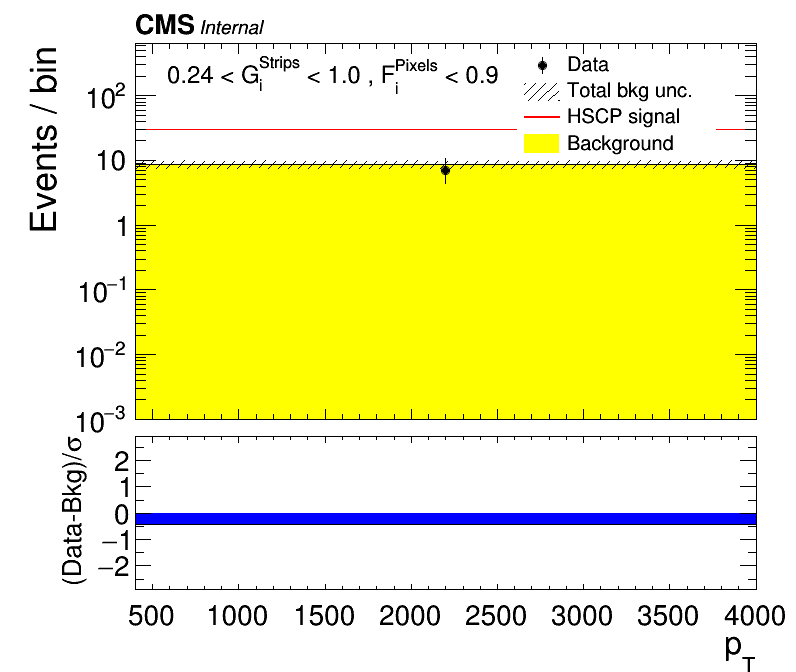 CMS Internal
0.24 < G_i^Strips < 1.0 , F_i^Pixels < 0.9
Data
Total bkg unc.
HSCP signal
Background
Events / bin
10²
10
1
10⁻¹
10⁻²
10⁻³
(Data-Bkg)/σ
2
1
0
−1
−2
500 1000 1500 2000 2500 3000 3500 4000
p_T